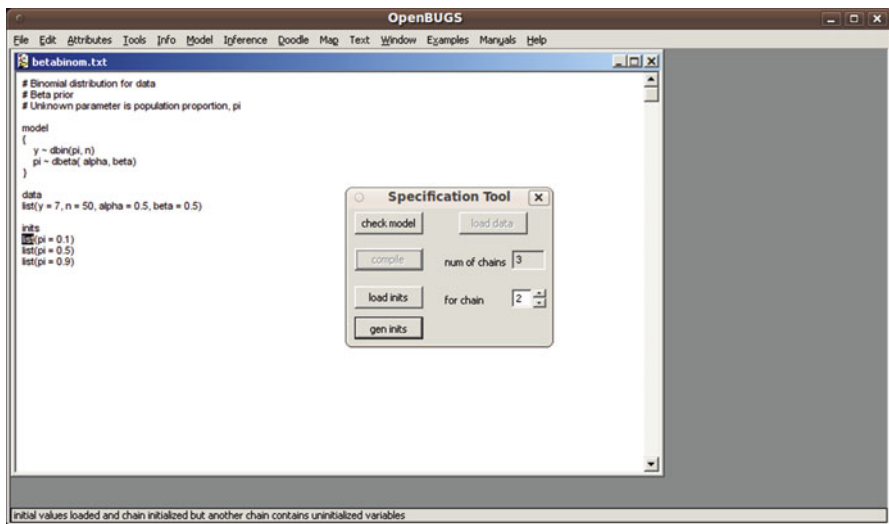 OpenBUGS
File Edit Attributes Tools Info Model Inference Doodle Map Text Window Examples Manuals Help
betabinom.txt
# Binomial distribution for data
# Beta prior
# Unknown parameter is population proportion, pi
model
{
y ~ dbin(pi, n)
pi ~ dbeta( alpha, beta)
}
data
list(y = 7, n = 50, alpha = 0.5, beta = 0.5)
inits
list(pi = 0.1)
list(pi = 0.5)
list(pi = 0.9)
Specification Tool
check model load data
compile num of chains 3
load inits for chain 2
gen inits
initial values loaded and chain initialized but another chain contains uninitialized variables